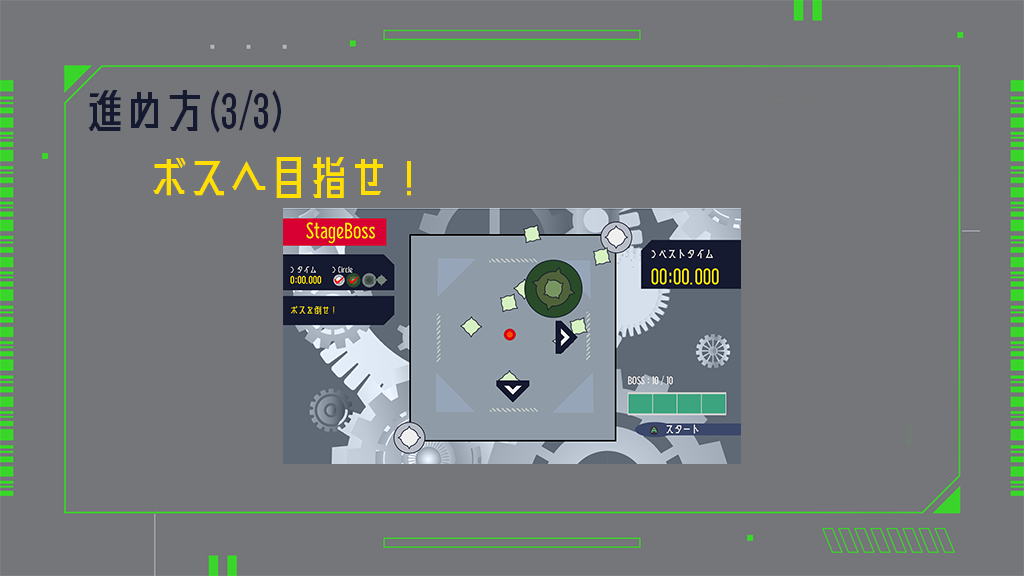 進め方(3/3)
ボスへ目指せ！
StageBoss
タイム
0:00.000
Circle
ボスを倒せ！
ベストタイム
00:00.000
BOSS : 10 / 10
A スタート